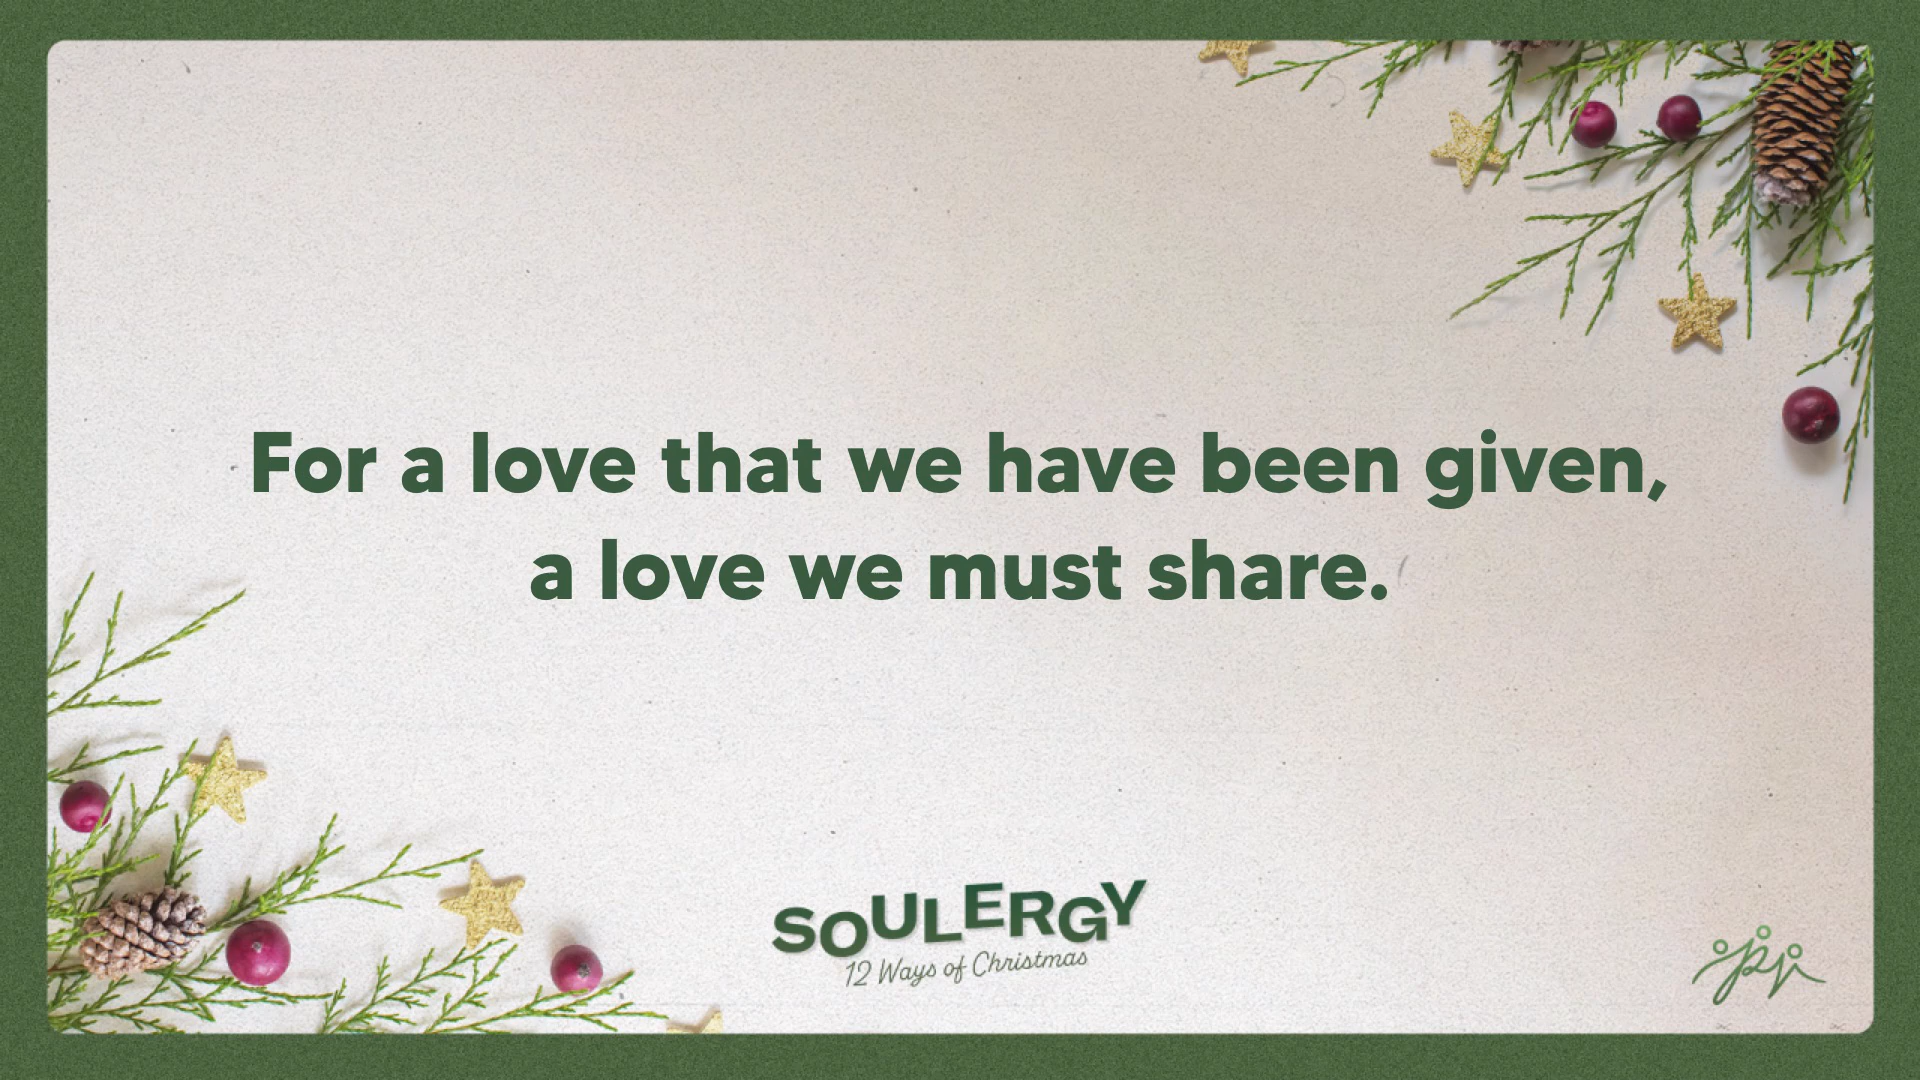 For a love that we have been given,
a love we must share.
SOULERGY
12 Ways of Christmas